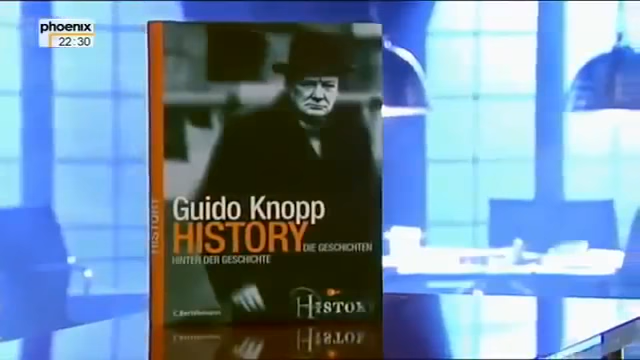 phoenix
22:30
Guido Knopp
HISTORY DIE GESCHICHTEN
HINTER DER GESCHICHTE
HISTORY
C. Bertelsmann
HISTORY